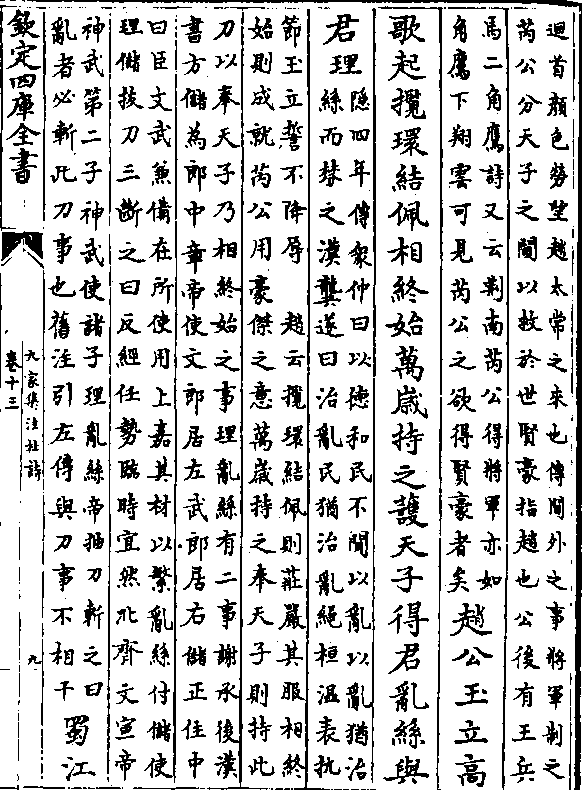 迴首顔色勞望趙太常之來也傳閫外之事將軍制之
芮公分天子之閫以救於世賢豪指趙也公後有王兵
馬二角鷹詩又云荆南芮公得將軍亦如
角鷹下翔雲可見芮公之欲得賢豪者矣趙公玉立高
歌起攬環結佩相終始萬歲持之護天子得君亂絲與
君理隱四年傳衆仲曰以德和民不聞以亂以亂猶治
絲而棼之漢龔遂曰治亂民猶治亂繩桓温表抗
節玉立誓不降辱趙云攬環結佩則莊嚴其服相終
始則成就芮公用豪傑之意萬歲持之奉天子則持此
刀以奉天子乃相終始之事理亂絲有二事謝承後漢
書方儲為郎中章帝使文郎居左武郎居右儲正住中
曰臣文武兼備在所使用上嘉其材以繁亂絲付儲使
理儲拔刀三斷之曰反經任勢臨時宜然北齊文宣帝
神武第二子神武使諸子理亂絲帝抽刀斬之曰
亂者必斬此刀事也舊注引左傳與刀事不相干蜀江
欽定四庫全書
九家集注杜詩
卷十三
九